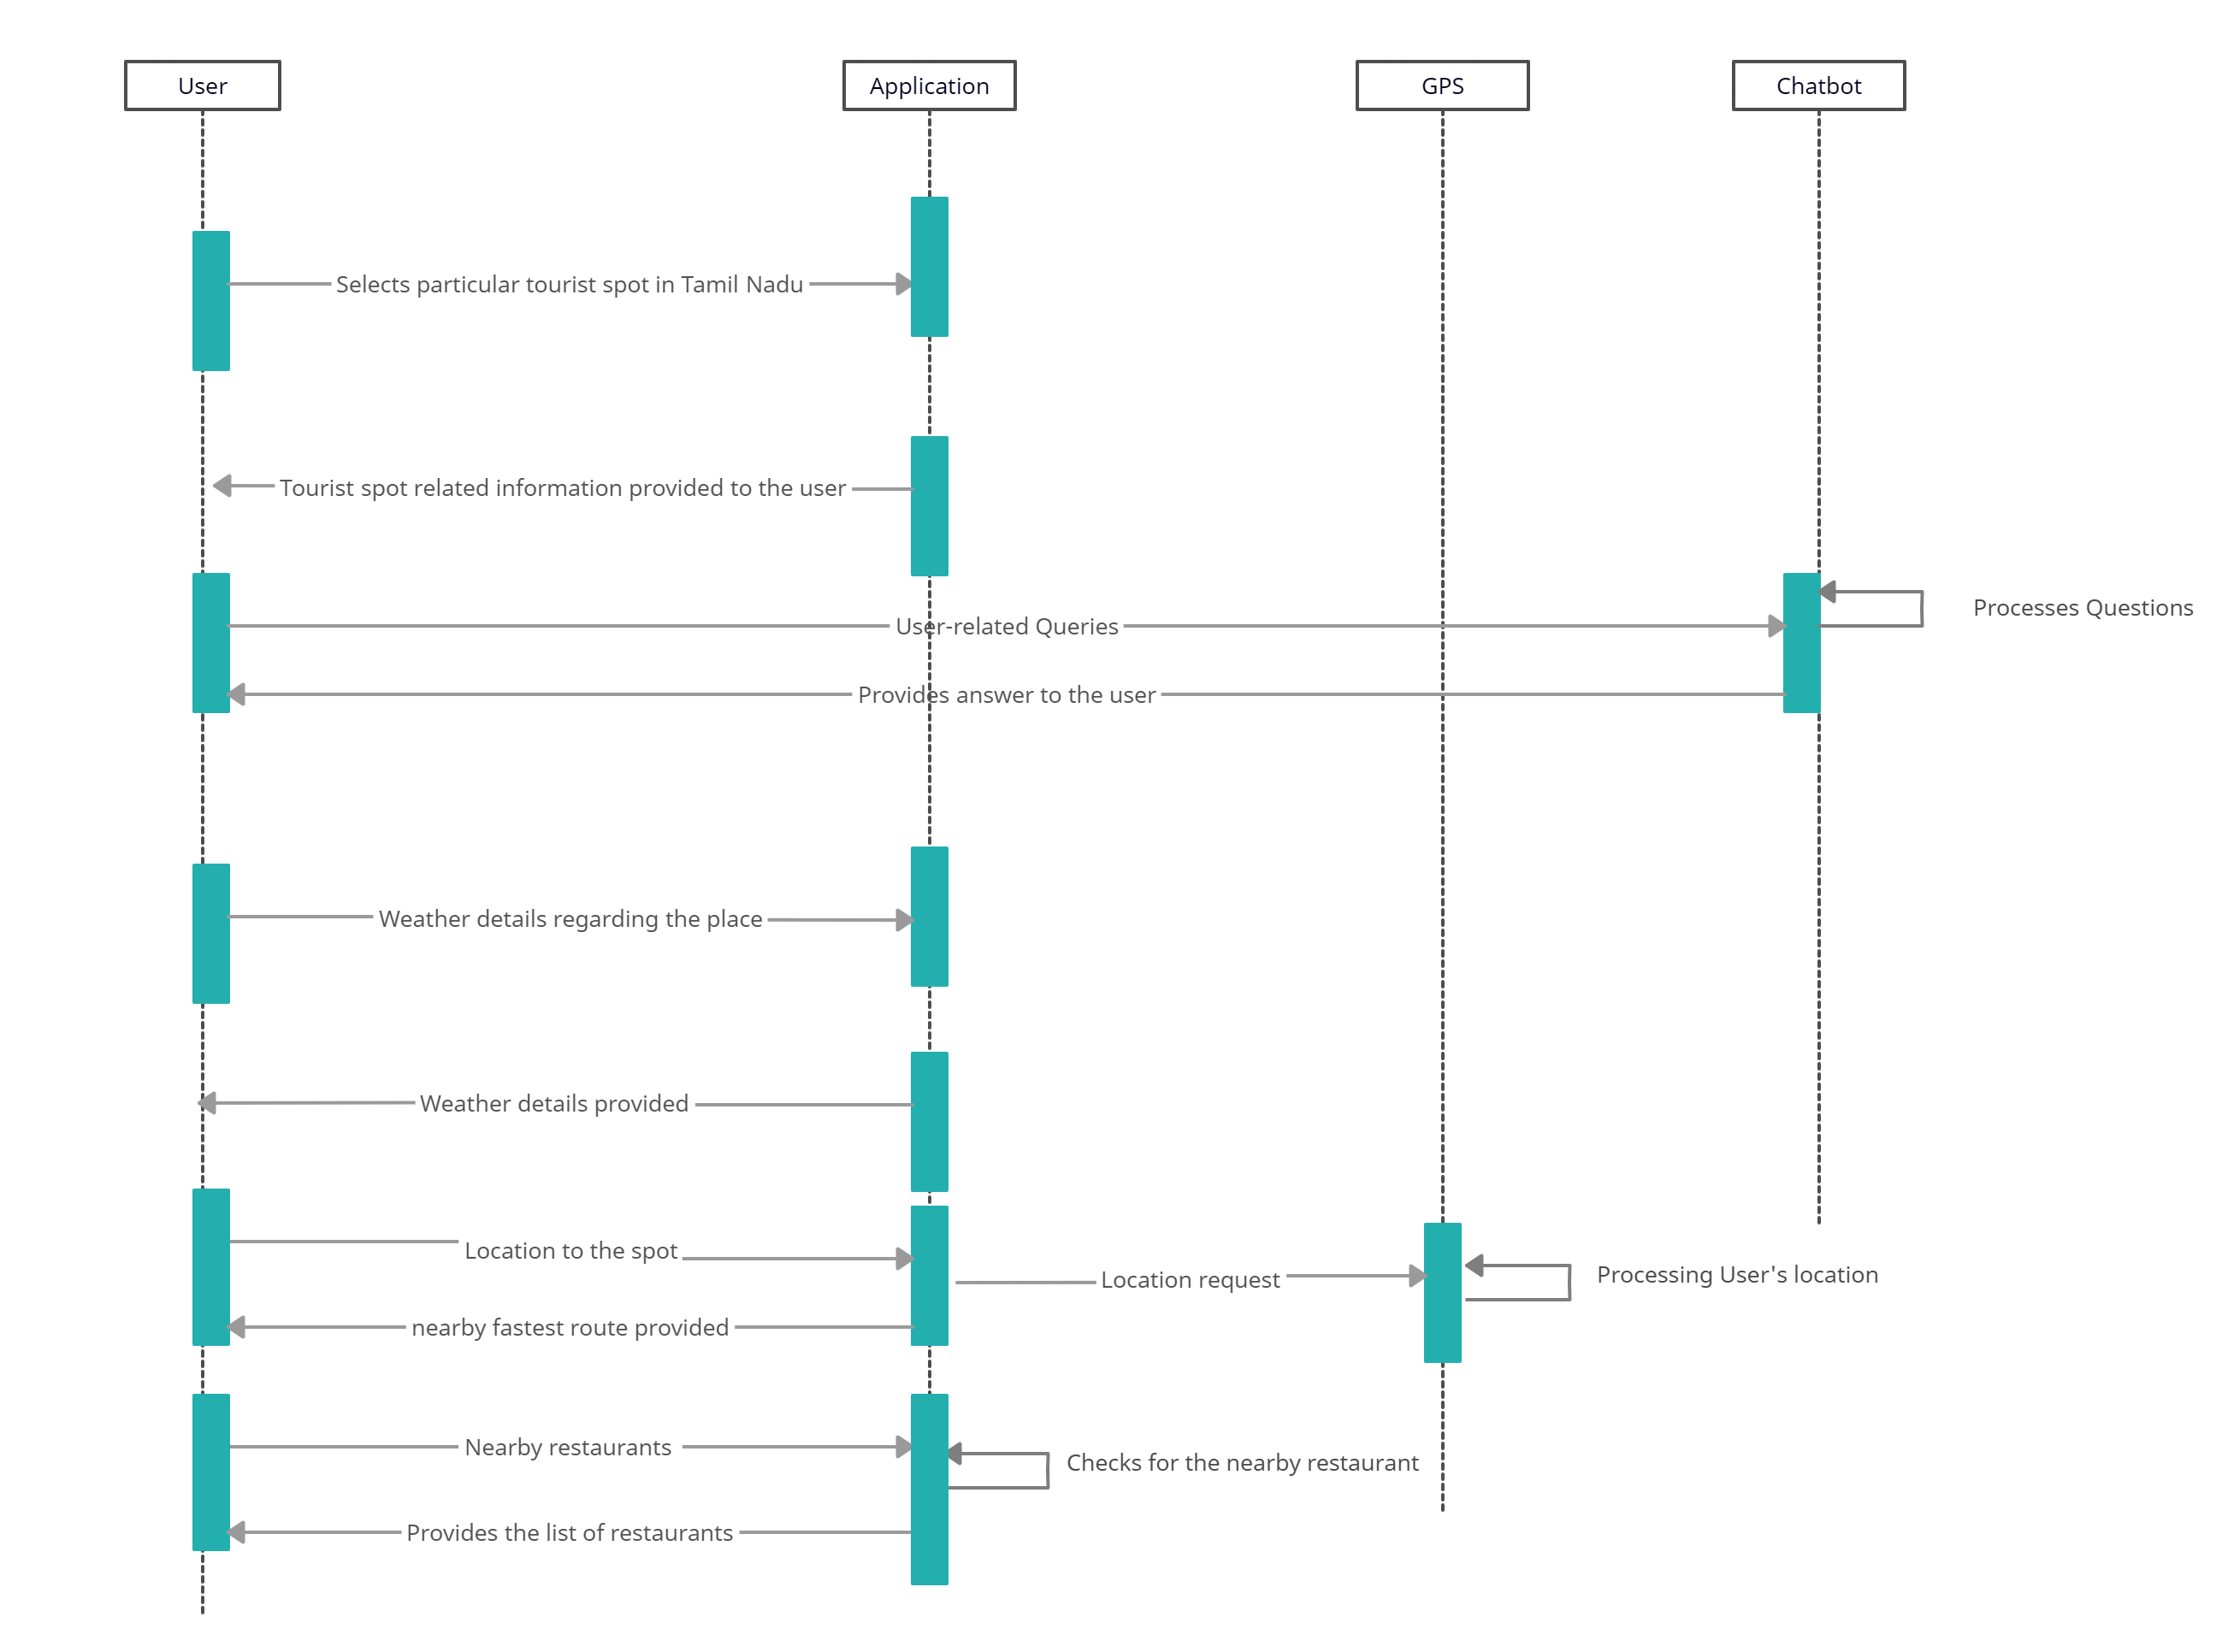 User
Application
GPS
Chatbot
Selects particular tourist spot in Tamil Nadu
Tourist spot related information provided to the user
Processes Questions
User-related Queries
Provides answer to the user
Weather details regarding the place
Weather details provided
Location to the spot
Location request
Processing User's location
nearby fastest route provided
Nearby restaurants
Checks for the nearby restaurant
Provides the list of restaurants